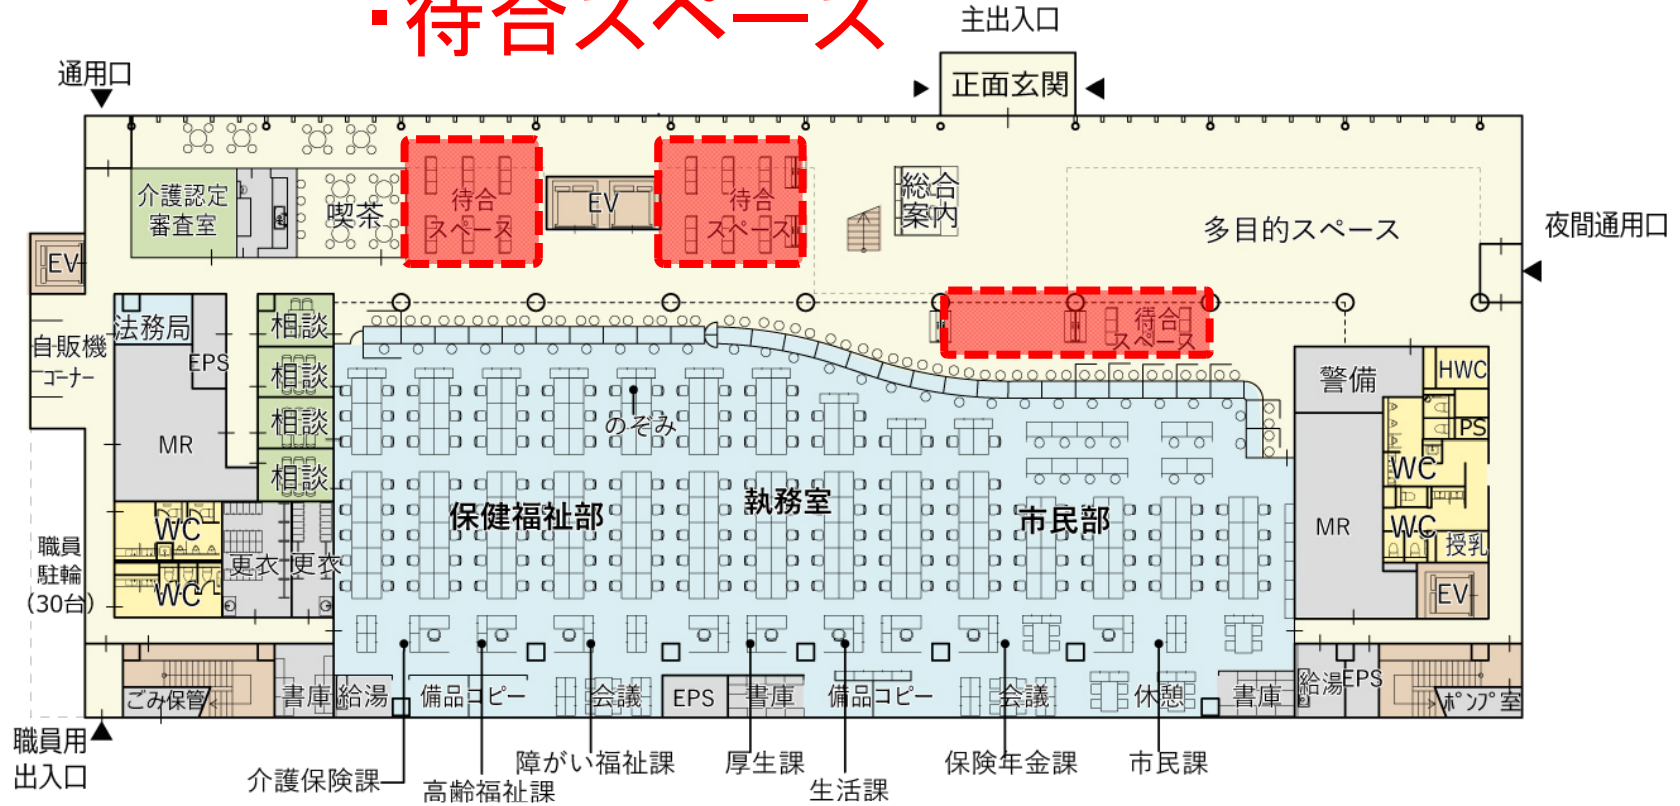 ・待合スペース
主出入口
通用口
正面玄関
介護認定
審査室
喫茶
待合
スペース
EV
待合
スペース
総合
案内
多目的スペース
夜間通用口
EV
法務局
相談
待合
スペース
自販機
コーナー
EPS
相談
警備
HWC
のぞみ
相談
PS
MR
相談
WC
保健福祉部
執務室
市民部
MR
WC
WC
授乳
職員
駐輪
(30台)
更衣
更衣
WC
EV
ごみ保管
書庫
給湯
備品コピー
会議
EPS
書庫
備品コピー
会議
休憩
書庫
給湯
EPS
ポンプ室
職員用
出入口
介護保険課
高齢福祉課
障がい福祉課
厚生課
生活課
保険年金課
市民課